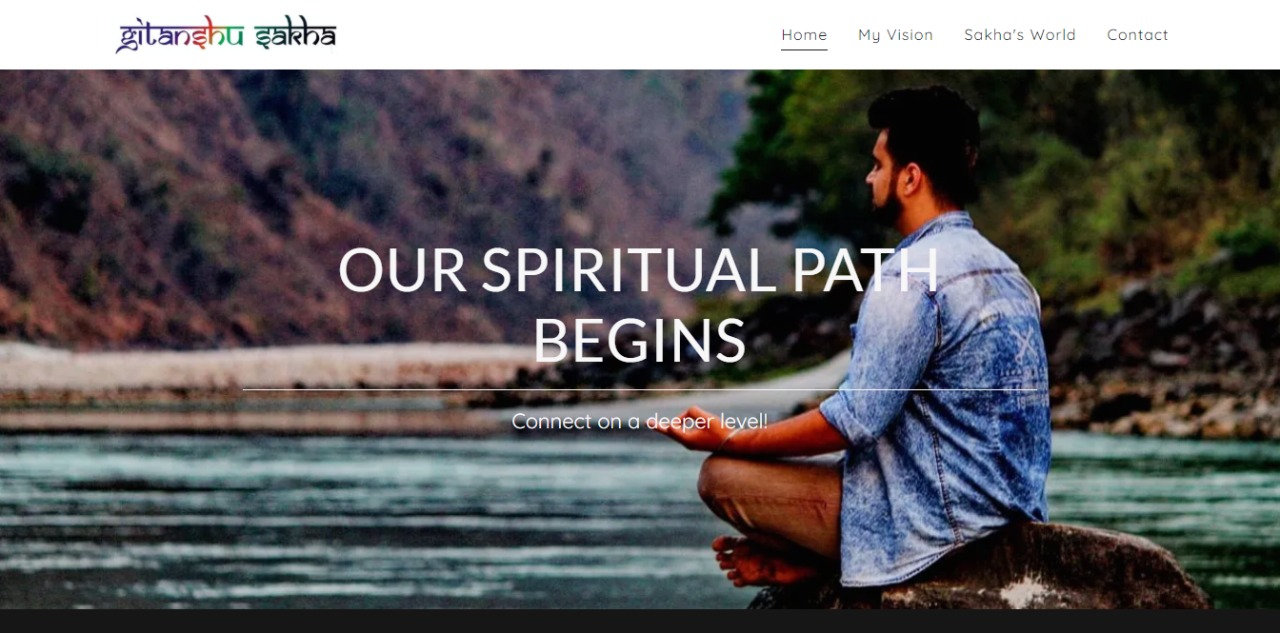 gitanshu sakha
Home My Vision Sakha's World Contact
OUR SPIRITUAL PATH
BEGINS
Connect on a deeper level!